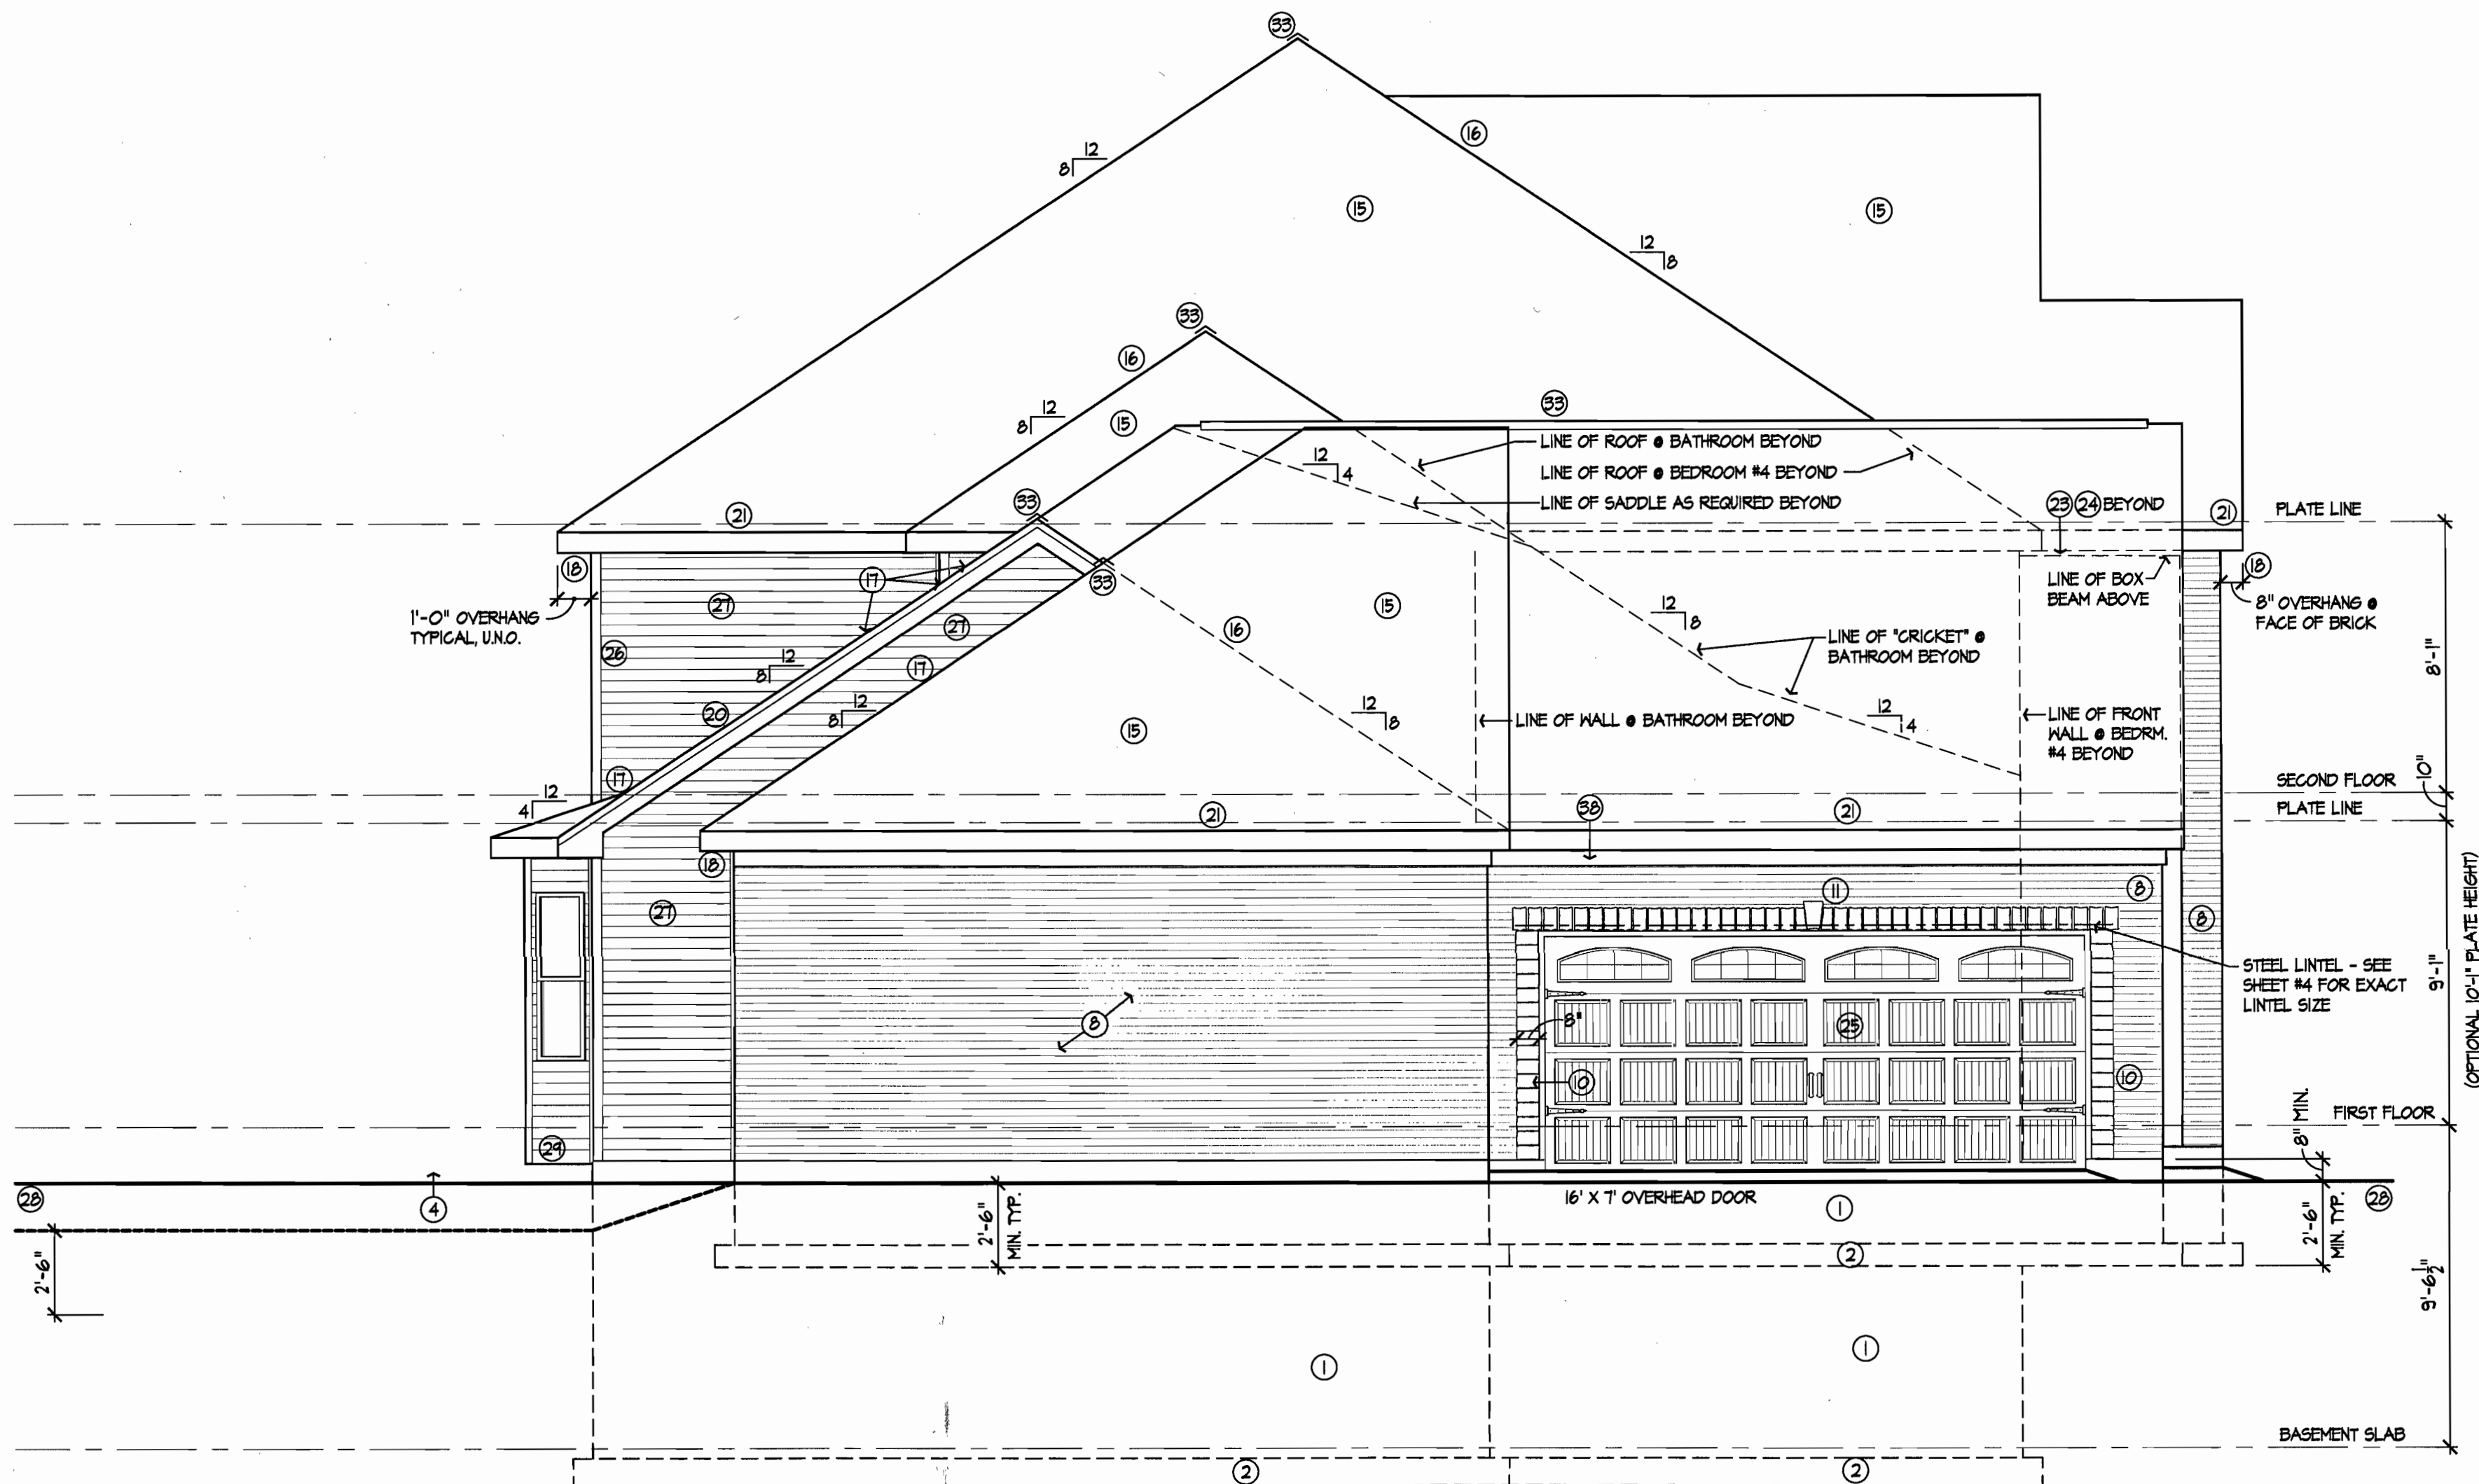 33
16
12
8
15
15
12
8
33
16
12
8
15
33
LINE OF ROOF @ BATHROOM BEYOND
LINE OF ROOF @ BEDROOM #4 BEYOND
LINE OF SADDLE AS REQUIRED BEYOND
12
4
33
23 24 BEYOND
21
PLATE LINE
21
18
1'-0" OVERHANG
TYPICAL, U.N.O.
17
27
33
LINE OF BOX
BEAM ABOVE
18
8" OVERHANG @
FACE OF BRICK
15
12
8
26
27
16
LINE OF "CRICKET" @
BATHROOM BEYOND
8'-1"
12
8
17
20
12
8
12
8
15
LINE OF WALL @ BATHROOM BEYOND
12
4
LINE OF FRONT
WALL @ BEDRM.
#4 BEYOND
17
12
4
SECOND FLOOR
10"
PLATE LINE
21
38
21
18
11
8
8
27
STEEL LINTEL - SEE
SHEET #4 FOR EXACT
LINTEL SIZE
9'-1"
(OPTIONAL 10'-1" PLATE HEIGHT)
8
8"
25
10
10
FIRST FLOOR
8" MIN.
29
28
4
2'-6"
MIN. TYP.
16' X 7' OVERHEAD DOOR
1
2'-6"
MIN. TYP.
28
2'-6"
2
9'-6 1/2"
1
1
BASEMENT SLAB
2
2